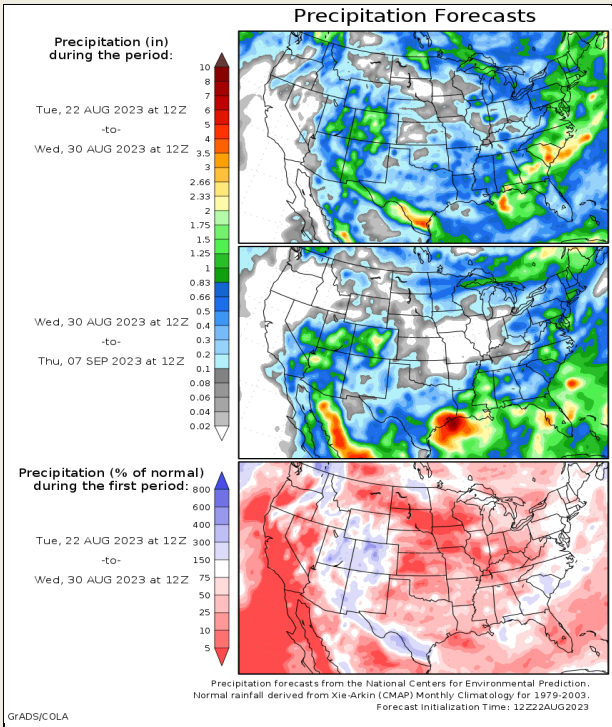 Precipitation Forecasts
Precipitation (in)
during the period:
Tue, 22 AUG 2023 at 12Z
-to-
Wed, 30 AUG 2023 at 12Z
Wed, 30 AUG 2023 at 12Z
-to-
Thu, 07 SEP 2023 at 12Z
10
8
7
6
5
4
3.5
3
2.66
2.33
2
1.75
1.5
1.25
1
0.83
0.66
0.5
0.4
0.3
0.2
0.1
0.08
0.06
0.04
0.02
Precipitation (% of normal)
during the first period:
Tue, 22 AUG 2023 at 12Z
-to-
Wed, 30 AUG 2023 at 12Z
800
600
400
300
150
75
50
25
10
5
Precipitation forecasts from the National Centers for Environmental Prediction.
Normal rainfall derived from Xie-Arkin (CMAP) Monthly Climatology for 1979-2003.
Forecast Initialization Time: 12Z22AUG2023
GrADS/COLA